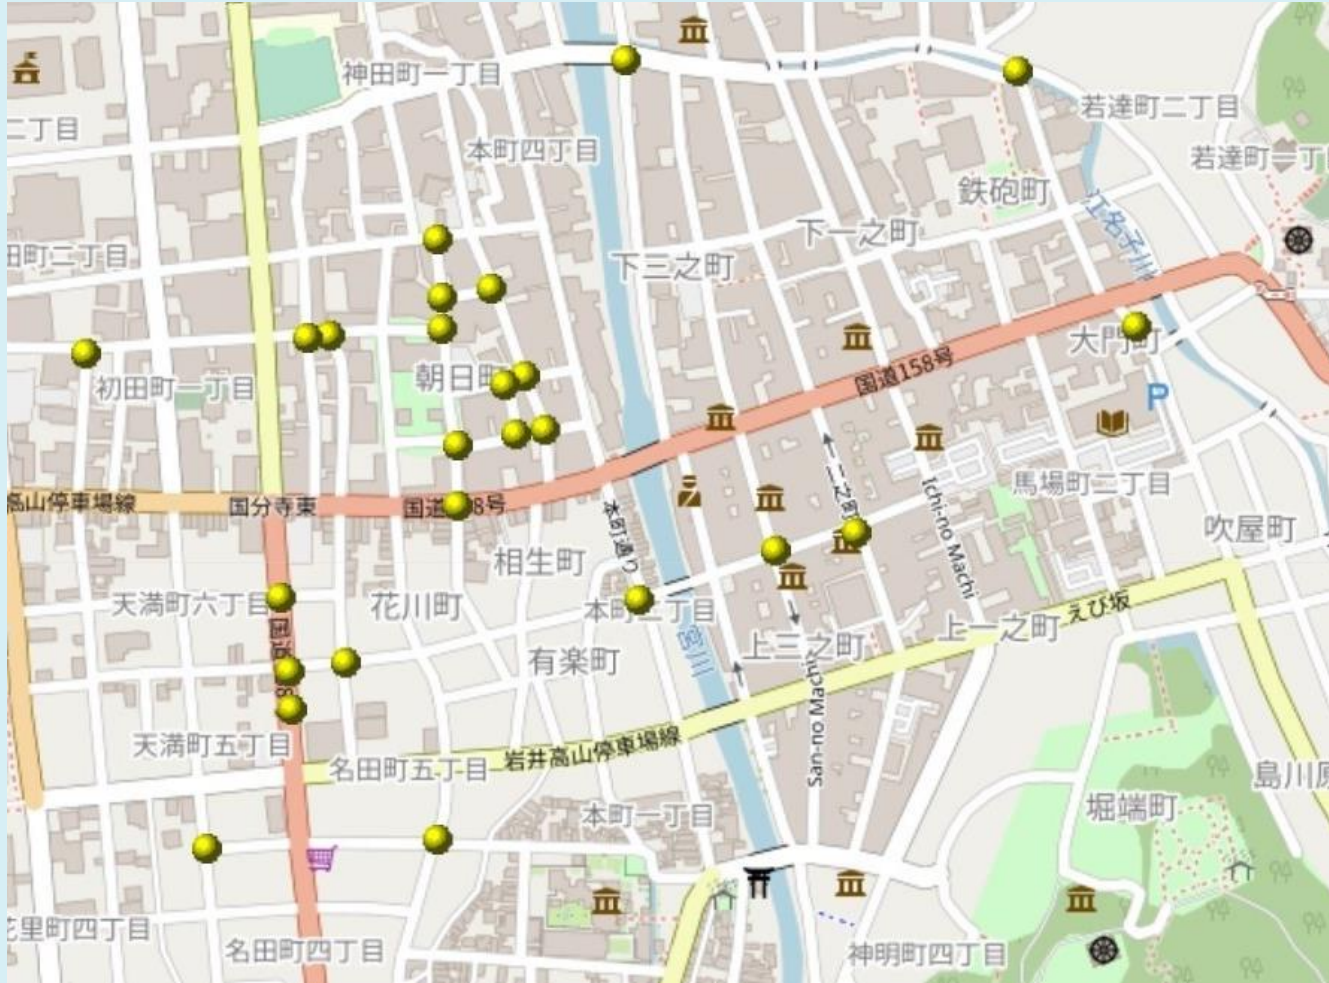 神田町一丁目
二丁目
若達町二丁目
本町四丁目
若達町一丁
鉄砲町
江名子川
下一之町
田町二丁目
下三之町
大門町
国道158号
朝日町
初田町一丁目
P
馬場町二丁目
高山停車場線
国分寺東
国道 8号
二之町
Ichi-no Machi
吹屋町
本町通り
相生町
天満町六丁目
花川町
本町二丁目
えび坂
国道 8
宮川
上三之町
上一之町
有楽町
San-no Machi
天満町五丁目
岩井高山停車場線
名田町五丁目
島川原
堀端町
本町一丁目
花里町四丁目
名田町四丁目
神明町四丁目